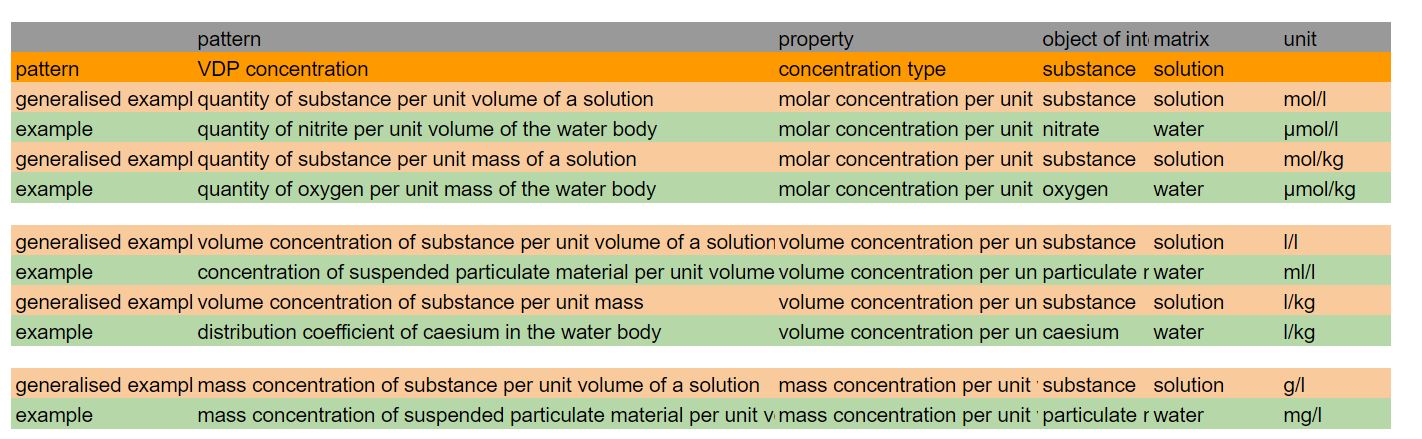 pattern property object of int matrix unit
pattern VDP concentration concentration type substance solution
generalised exampl quantity of substance per unit volume of a solution molar concentration per unit substance solution mol/l
example quantity of nitrite per unit volume of the water body molar concentration per unit nitrate water µmol/l
generalised exampl quantity of substance per unit mass of a solution molar concentration per unit substance solution mol/kg
example quantity of oxygen per unit mass of the water body molar concentration per unit oxygen water µmol/kg
generalised exampl volume concentration of substance per unit volume of a solution volume concentration per un substance solution l/l
example concentration of suspended particulate material per unit volume volume concentration per un particulate water ml/l
generalised exampl volume concentration of substance per unit mass volume concentration per un substance solution l/kg
example distribution coefficient of caesium in the water body volume concentration per un caesium water l/kg
generalised exampl mass concentration of substance per unit volume of a solution mass concentration per unit substance solution g/l
example mass concentration of suspended particulate material per unit v mass concentration per unit particulate water mg/l